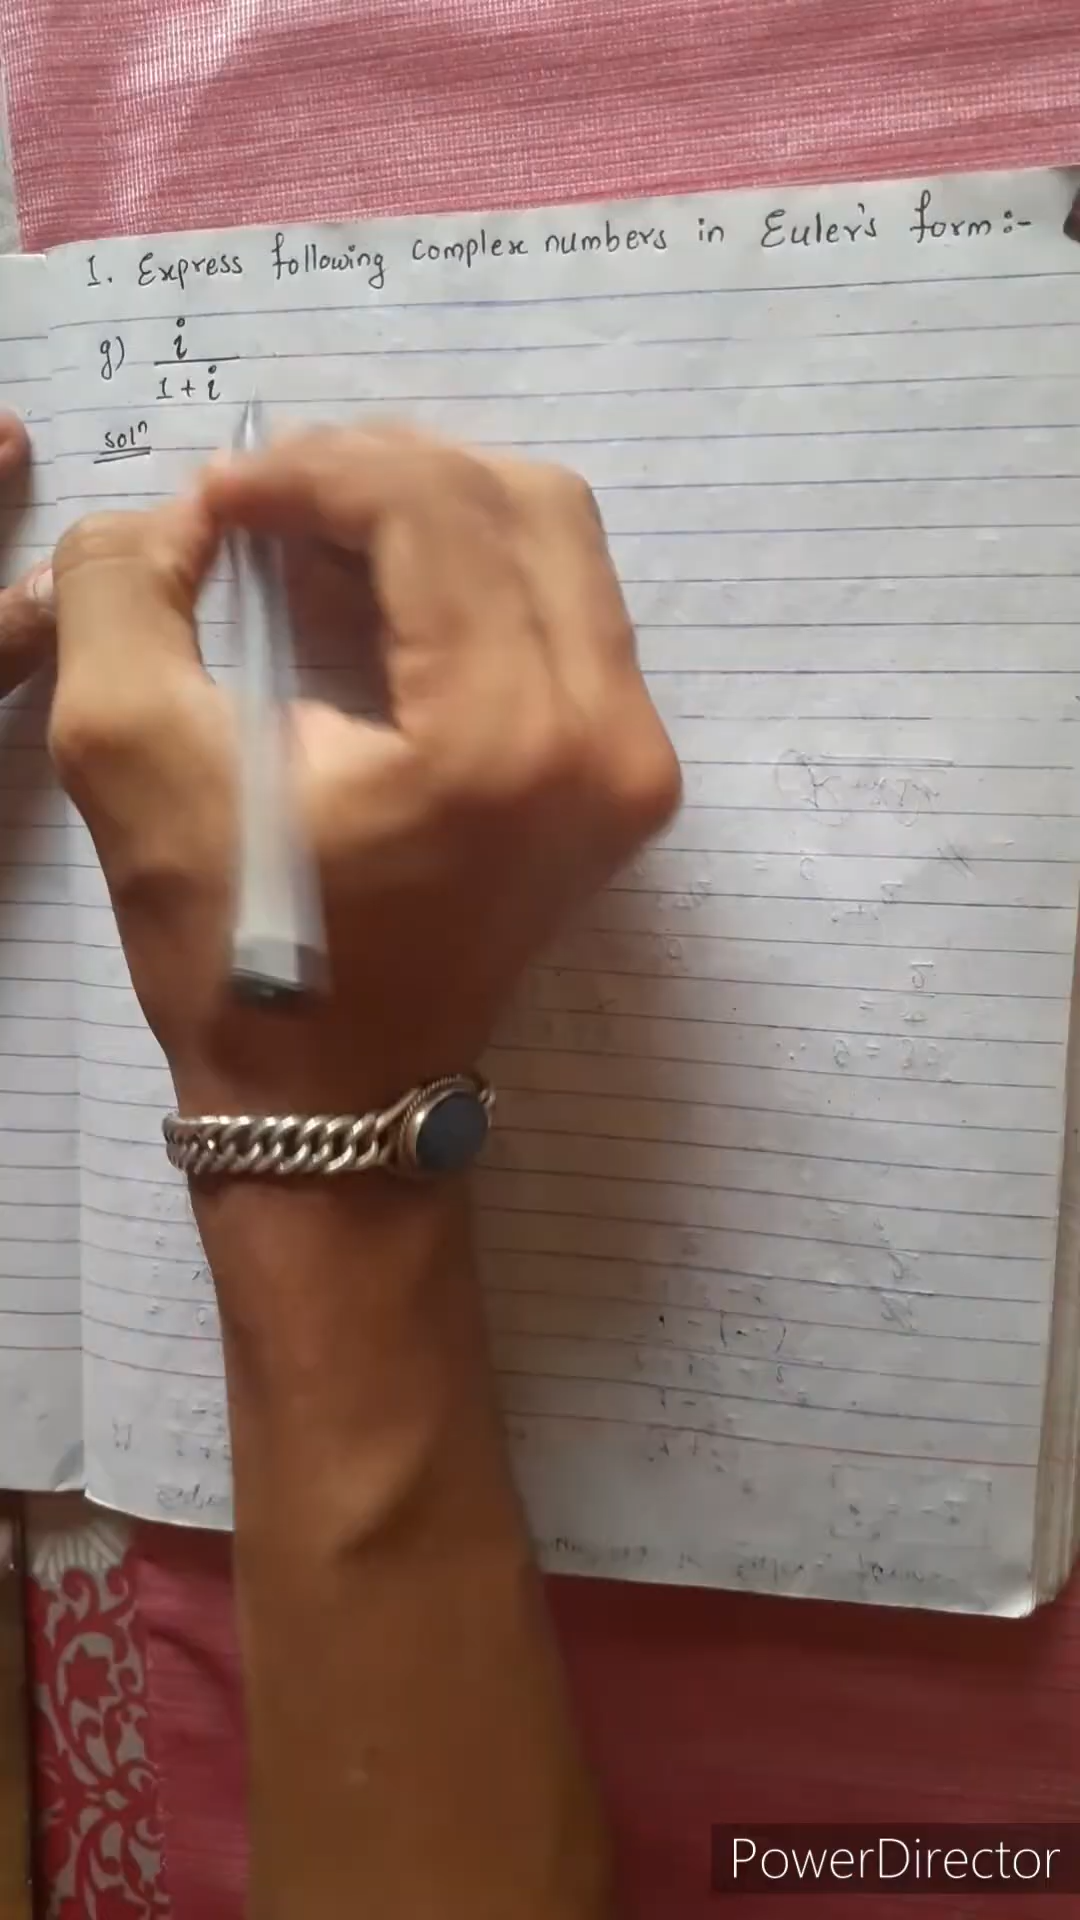 1. Express following complex numbers in Euler's form:-
g) i
1 + i
solⁿ
PowerDirector